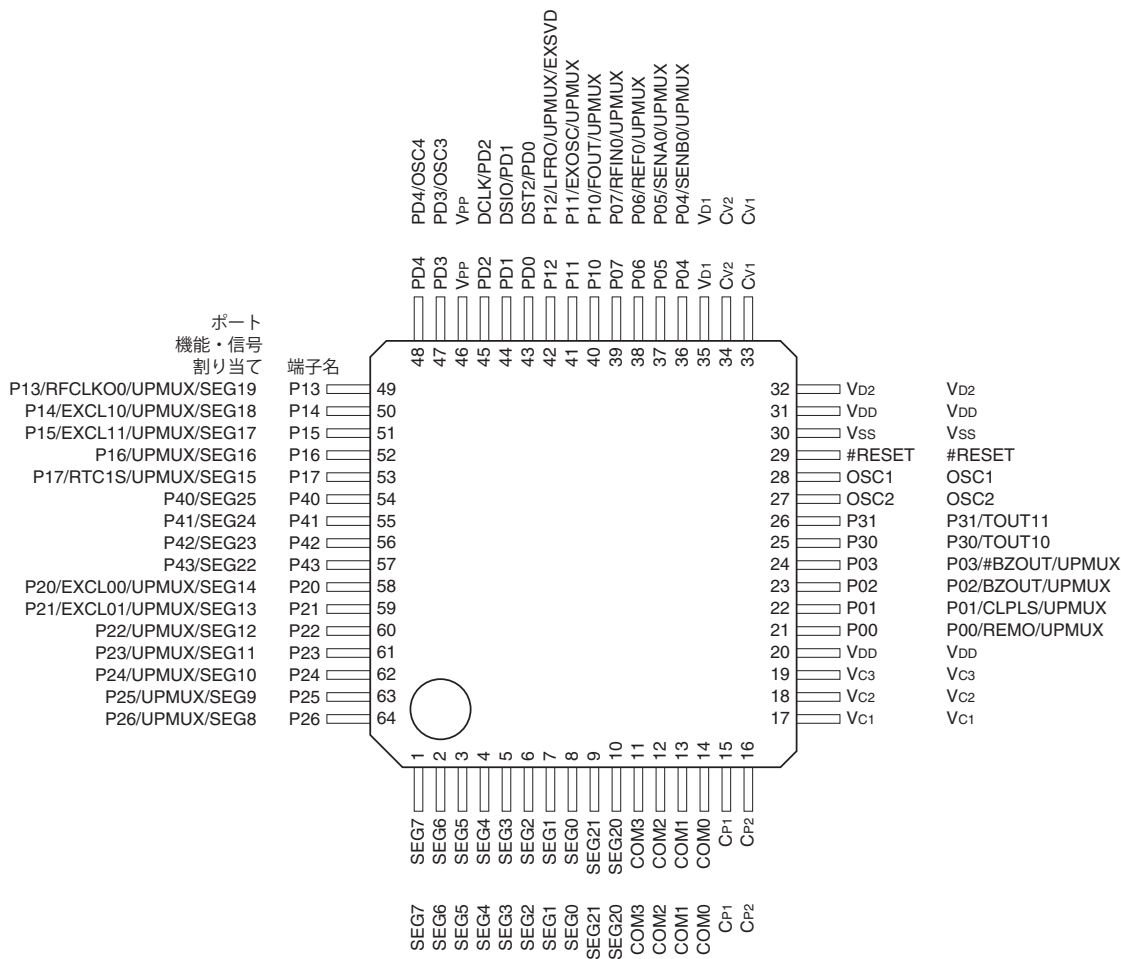 PD4/OSC4
PD3/OSC3
VPP
DCLK/PD2
DSIO/PD1
DST2/PD0
P12/LFRO/UPMUX/EXSVD
P11/EXOSC/UPMUX
P10/FOUT/UPMUX
P07/RFIN0/UPMUX
P06/REF0/UPMUX
P05/SENA0/UPMUX
P04/SENB0/UPMUX
VD1
CV2
CV1
PD4
PD3
VPP
PD2
PD1
PD0
P12
P11
P10
P07
P06
P05
P04
VD1
CV2
CV1
48 47 46 45 44 43 42 41 40 39 38 37 36 35 34 33
ポート
機能・信号
割り当て 端子名
P13/RFCLKO0/UPMUX/SEG19 P13 49
P14/EXCL10/UPMUX/SEG18 P14 50
P15/EXCL11/UPMUX/SEG17 P15 51
P16/UPMUX/SEG16 P16 52
P17/RTC1S/UPMUX/SEG15 P17 53
P40/SEG25 P40 54
P41/SEG24 P41 55
P42/SEG23 P42 56
P43/SEG22 P43 57
P20/EXCL00/UPMUX/SEG14 P20 58
P21/EXCL01/UPMUX/SEG13 P21 59
P22/UPMUX/SEG12 P22 60
P23/UPMUX/SEG11 P23 61
P24/UPMUX/SEG10 P24 62
P25/UPMUX/SEG9 P25 63
P26/UPMUX/SEG8 P26 64
32 VD2 VD2
31 VDD VDD
30 VSS VSS
29 #RESET #RESET
28 OSC1 OSC1
27 OSC2 OSC2
26 P31 P31/TOUT11
25 P30 P30/TOUT10
24 P03 P03/#BZOUT/UPMUX
23 P02 P02/BZOUT/UPMUX
22 P01 P01/CLPLS/UPMUX
21 P00 P00/REMO/UPMUX
20 VDD VDD
19 VC3 VC3
18 VC2 VC2
17 VC1 VC1
1 2 3 4 5 6 7 8 9 10 11 12 13 14 15 16
SEG7
SEG6
SEG5
SEG4
SEG3
SEG2
SEG1
SEG0
SEG21
SEG20
COM3
COM2
COM1
COM0
CP1
CP2
SEG7
SEG6
SEG5
SEG4
SEG3
SEG2
SEG1
SEG0
SEG21
SEG20
COM3
COM2
COM1
COM0
CP1
CP2